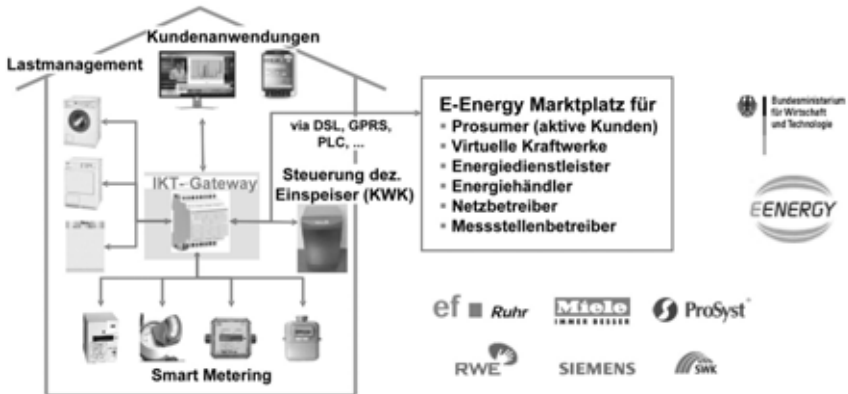 Kundenanwendungen
Lastmanagement
via DSL, GPRS,
PLC, ...
IKT- Gateway
Steuerung dez.
Einspeiser (KWK)
Smart Metering
E-Energy Marktplatz für
▪ Prosumer (aktive Kunden)
▪ Virtuelle Kraftwerke
▪ Energiedienstleister
▪ Energiehändler
▪ Netzbetreiber
▪ Messstellenbetreiber
Bundesministerium
für Wirtschaft
und Technologie
EENERGY
ef Ruhr
Miele
IMMER BESSER
ProSyst
RWE
SIEMENS
SWK